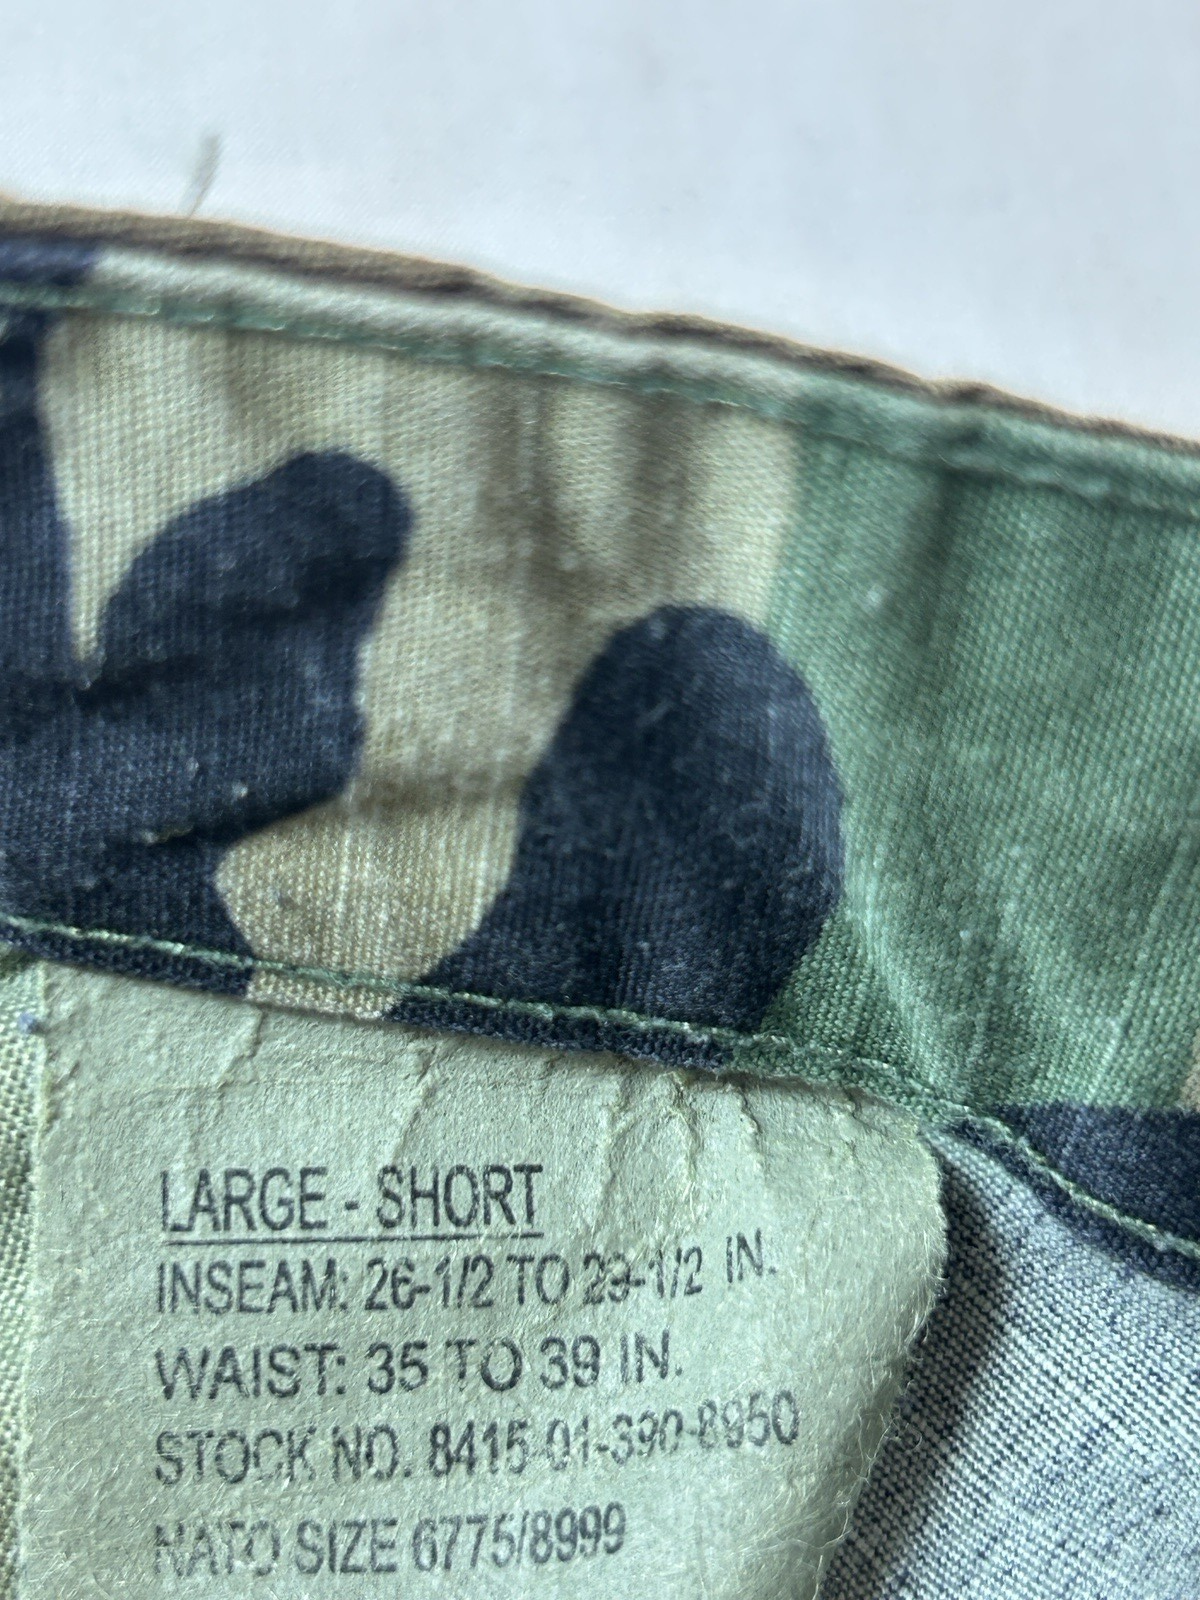 LARGE - SHORT
INSEAM: 26-1/2 TO 29-1/2 IN.
WAIST: 35 TO 39 IN.
STOCK NO. 8415-01-390-8950
NATO SIZE 6775/8999